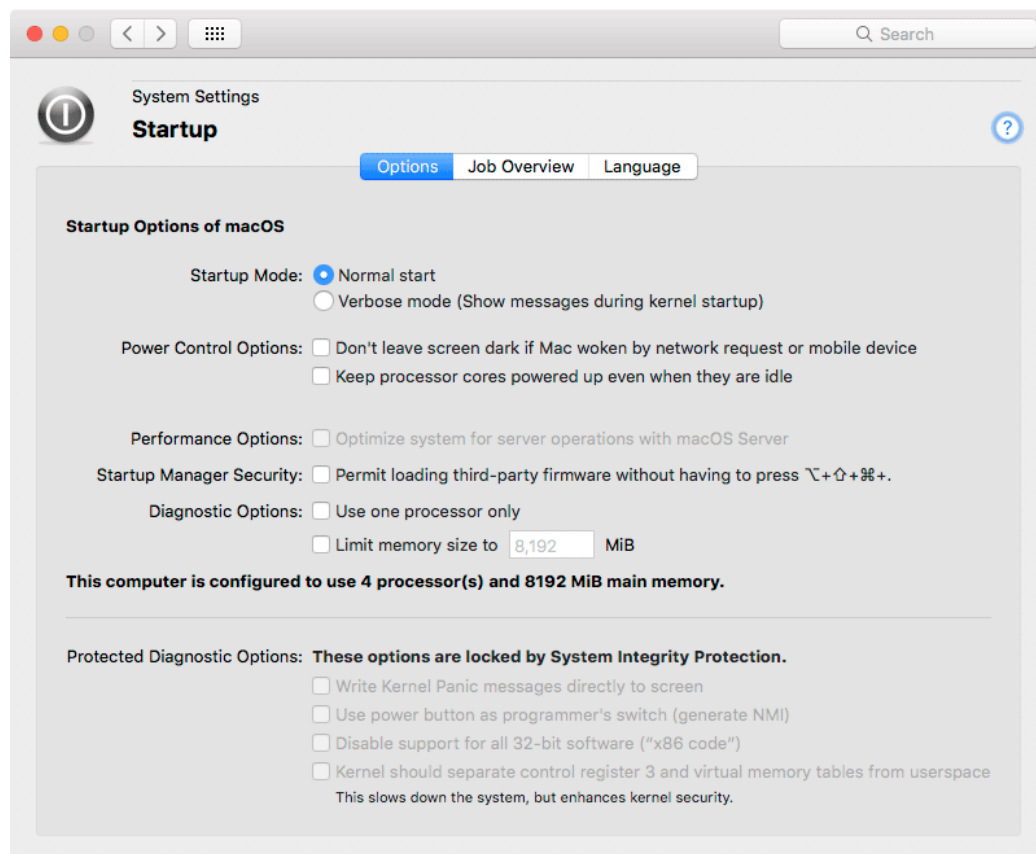 Search
System Settings
Startup
?
Options Job Overview Language
Startup Options of macOS
Startup Mode: Normal start
Verbose mode (Show messages during kernel startup)
Power Control Options: Don't leave screen dark if Mac woken by network request or mobile device
Keep processor cores powered up even when they are idle
Performance Options: Optimize system for server operations with macOS Server
Startup Manager Security: Permit loading third-party firmware without having to press ⌥+⇧+⌘+.
Diagnostic Options: Use one processor only
Limit memory size to 8,192 MiB
This computer is configured to use 4 processor(s) and 8192 MiB main memory.
Protected Diagnostic Options: These options are locked by System Integrity Protection.
Write Kernel Panic messages directly to screen
Use power button as programmer's switch (generate NMI)
Disable support for all 32-bit software (“x86 code”)
Kernel should separate control register 3 and virtual memory tables from userspace
This slows down the system, but enhances kernel security.